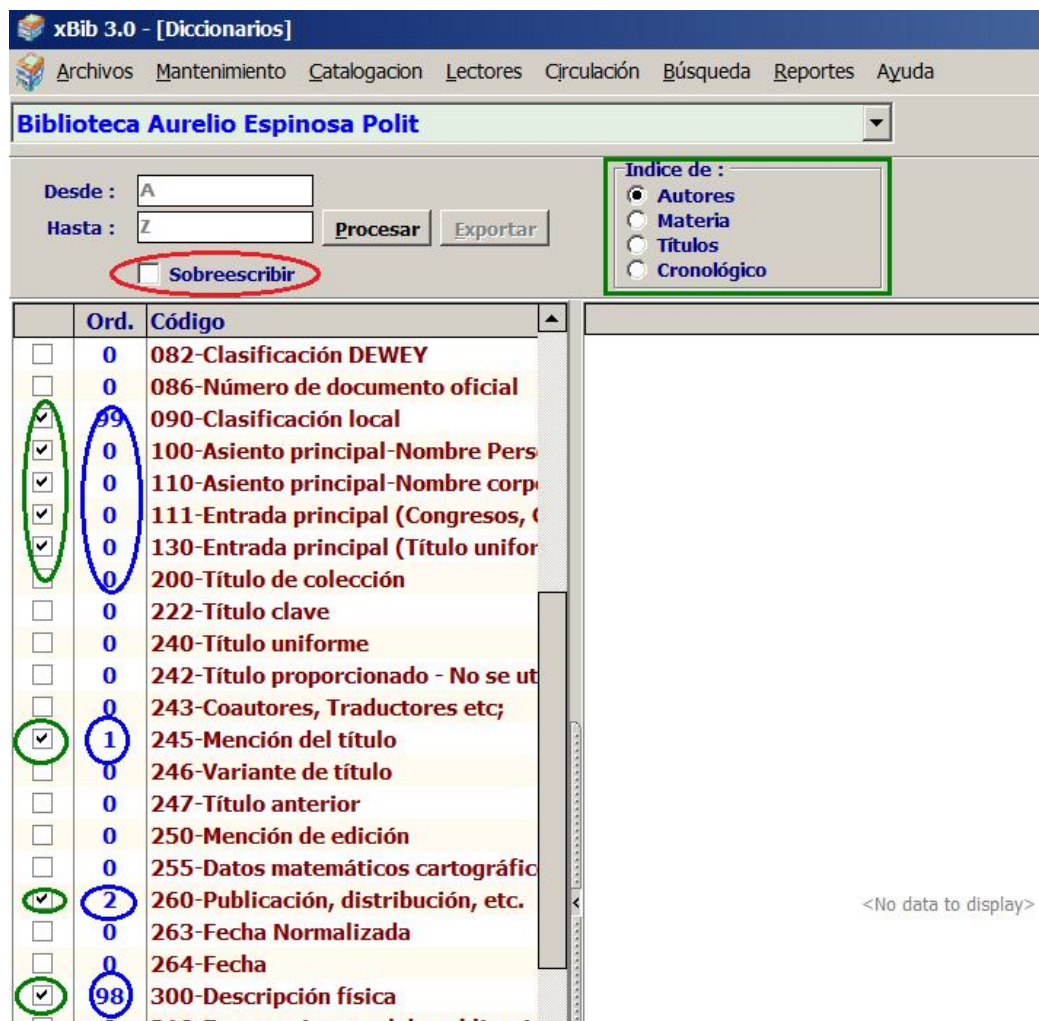 xBib 3.0 - [Diccionarios]
Archivos Mantenimiento Catalogacion Lectores Circulación Búsqueda Reportes Ayuda
Biblioteca Aurelio Espinosa Polit
Desde : A
Hasta : Z Procesar Exportar
Sobreescribir
Indice de :
Autores
Materia
Títulos
Cronológico
Ord. Código
0 082-Clasificación DEWEY
0 086-Número de documento oficial
99 090-Clasificación local
0 100-Asiento principal-Nombre Pers
0 110-Asiento principal-Nombre corp
0 111-Entrada principal (Congresos,
0 130-Entrada principal (Título unifor
0 200-Título de colección
0 222-Título clave
0 240-Título uniforme
0 242-Título proporcionado - No se ut
0 243-Coautores, Traductores etc;
1 245-Mención del título
0 246-Variante de título
0 247-Título anterior
0 250-Mención de edición
0 255-Datos matemáticos cartográfic
2 260-Publicación, distribución, etc.
0 263-Fecha Normalizada
0 264-Fecha
98 300-Descripción física
<No data to display>